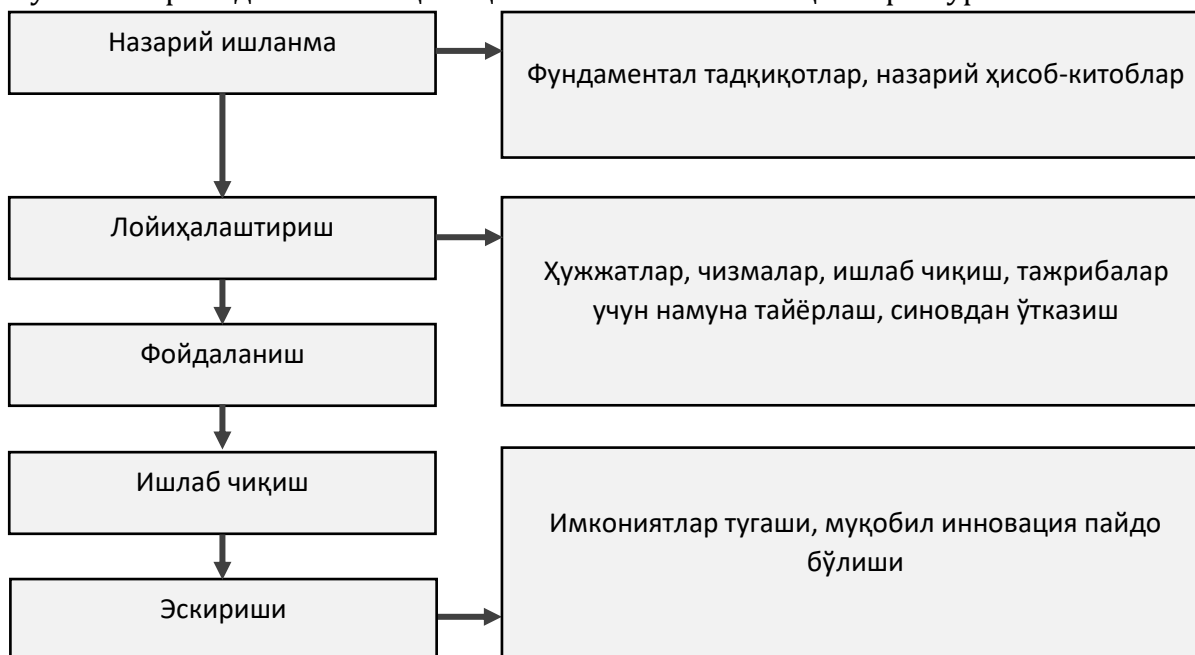 Назарий ишланма
Фундаментал тадқиқотлар, назарий ҳисоб-китоблар
Лойиҳалаштириш
Ҳужжатлар, чизмалар, ишлаб чиқиш, тажрибалар
учун намуна тайёрлаш, синовдан ўтказиш
Фойдаланиш
Ишлаб чиқиш
Имкониятлар тугаши, муқобил инновация пайдо
бўлиши
Эскириши